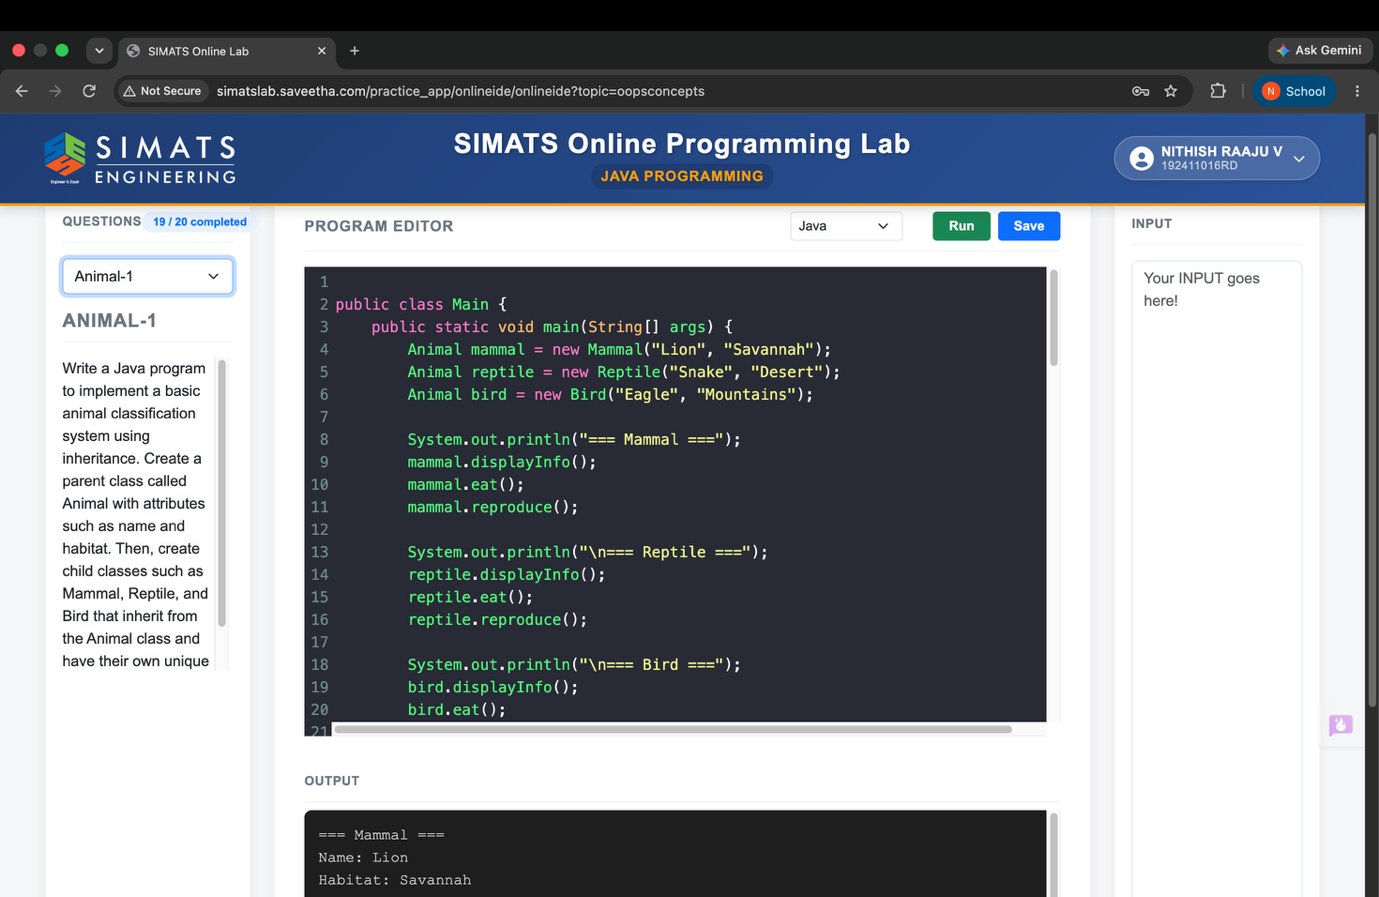 SIMATS Online Lab
Ask Gemini
Not Secure
simatslab.saveetha.com/practice_app/onlineide/onlineide?topic=oopsconcepts
N
School
SIMATS
ENGINEERING
Engineer to Excel
SIMATS Online Programming Lab
JAVA PROGRAMMING
NITHISH RAAJU V
192411016RD
QUESTIONS
19 / 20 completed
Animal-1
ANIMAL-1
Write a Java program
to implement a basic
animal classification
system using
inheritance. Create a
parent class called
Animal with attributes
such as name and
habitat. Then, create
child classes such as
Mammal, Reptile, and
Bird that inherit from
the Animal class and
have their own unique
PROGRAM EDITOR
Java
Run
Save
1
2 public class Main {
3     public static void main(String[] args) {
4         Animal mammal = new Mammal("Lion", "Savannah");
5         Animal reptile = new Reptile("Snake", "Desert");
6         Animal bird = new Bird("Eagle", "Mountains");
7
8         System.out.println("=== Mammal ===");
9         mammal.displayInfo();
10         mammal.eat();
11         mammal.reproduce();
12
13         System.out.println("\n=== Reptile ===");
14         reptile.displayInfo();
15         reptile.eat();
16         reptile.reproduce();
17
18         System.out.println("\n=== Bird ===");
19         bird.displayInfo();
20         bird.eat();
21
OUTPUT
=== Mammal ===
Name: Lion
Habitat: Savannah
INPUT
Your INPUT goes
here!